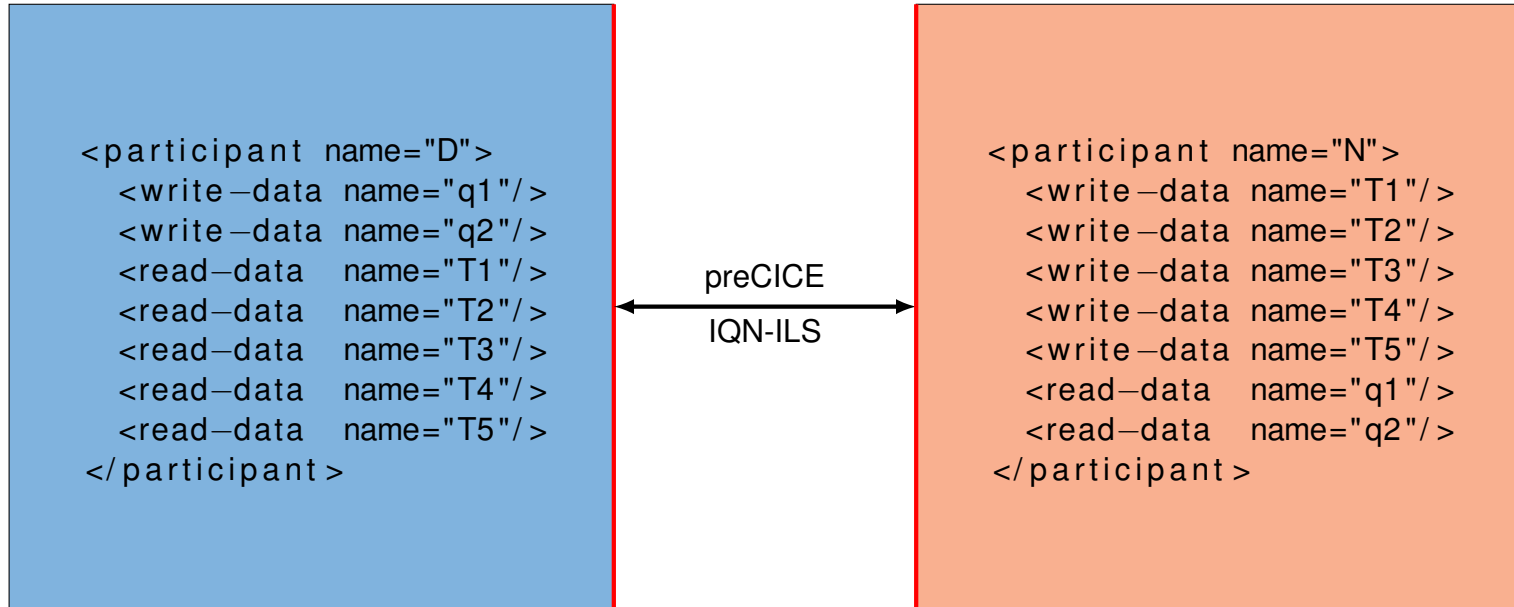 <participant name="D">
<write-data name="q1"/>
<write-data name="q2"/>
<read-data name="T1"/>
<read-data name="T2"/>
<read-data name="T3"/>
<read-data name="T4"/>
<read-data name="T5"/>
</participant>
preCICE
IQN-ILS
<participant name="N">
<write-data name="T1"/>
<write-data name="T2"/>
<write-data name="T3"/>
<write-data name="T4"/>
<write-data name="T5"/>
<read-data name="q1"/>
<read-data name="q2"/>
</participant>